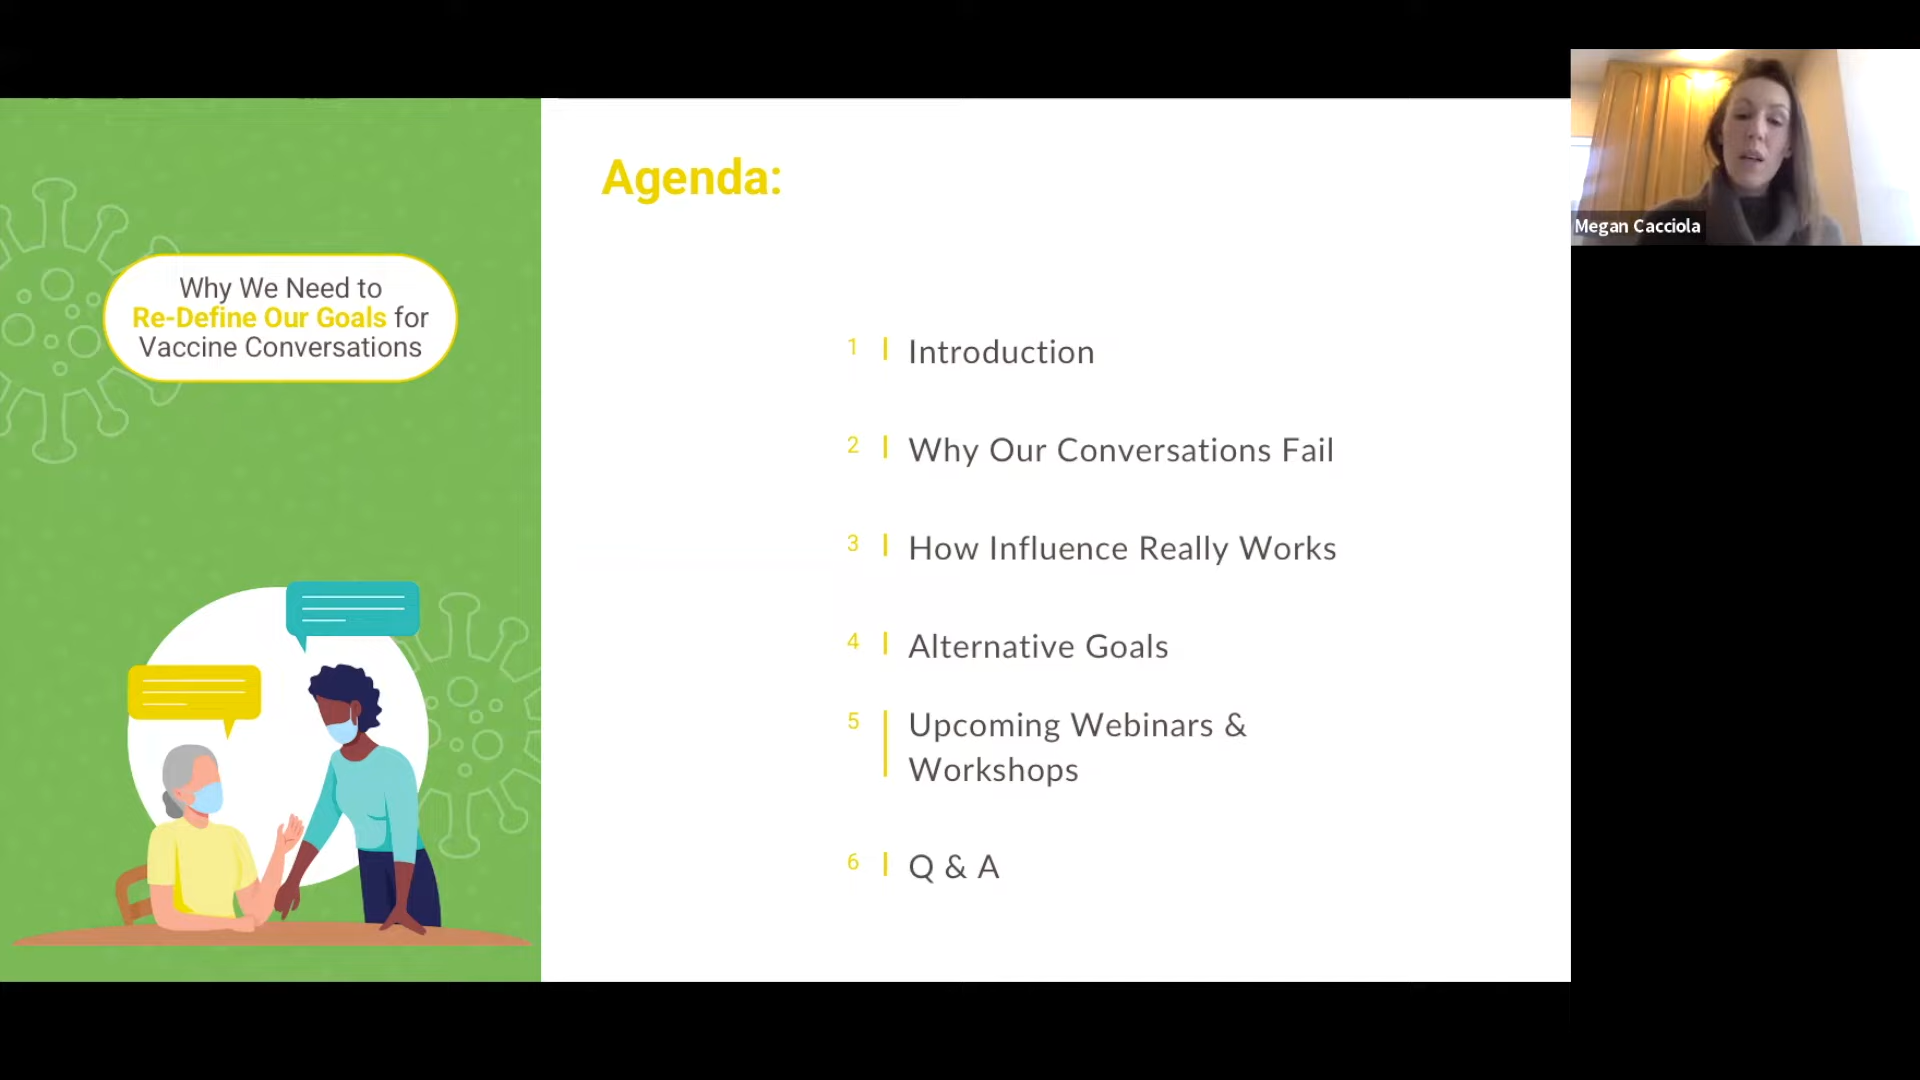 Why We Need to
Re-Define Our Goals for
Vaccine Conversations
Agenda:
1 Introduction
2 Why Our Conversations Fail
3 How Influence Really Works
4 Alternative Goals
5 Upcoming Webinars &
Workshops
6 Q & A
Megan Cacciola